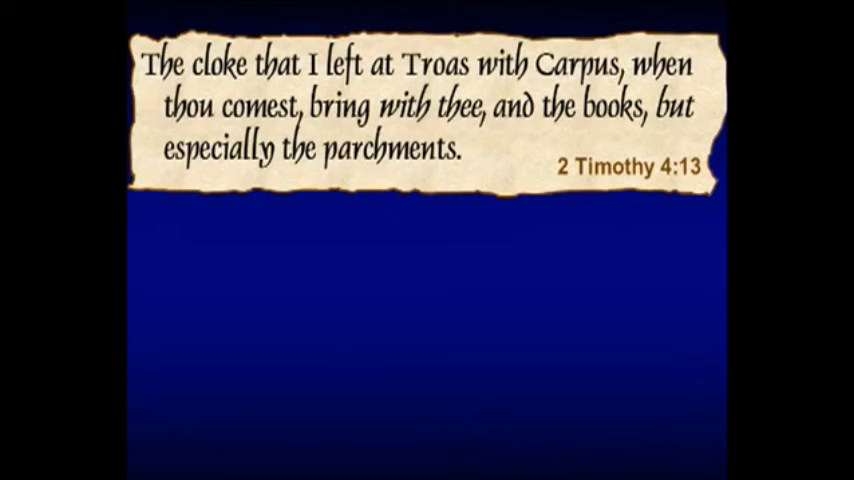 The cloke that I left at Troas with Carpus, when
thou comest, bring with thee, and the books, but
especially the parchments.
2 Timothy 4:13